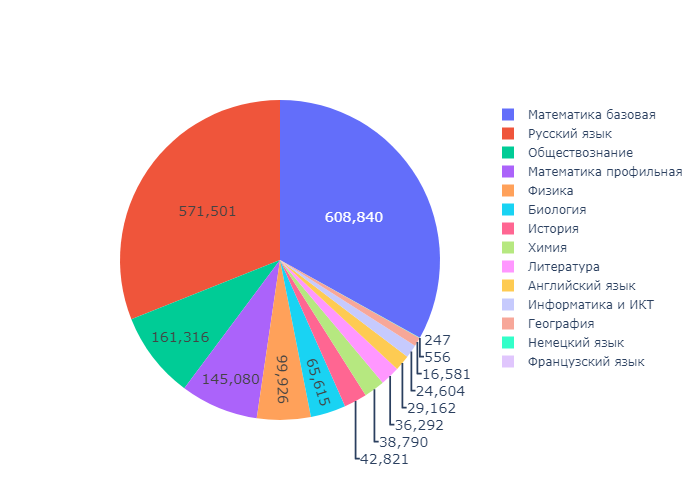 608,840
571,501
161,316
145,080
99,926
65,615
42,821
38,790
36,292
29,162
24,604
16,581
556
247
Математика базовая
Русский язык
Обществознание
Математика профильная
Физика
Биология
История
Химия
Литература
Английский язык
Информатика и ИКТ
География
Немецкий язык
Французский язык